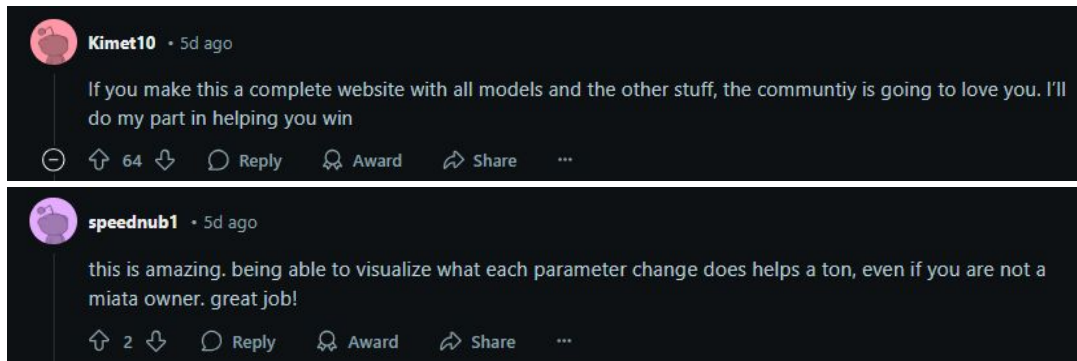 Kimet10 • 5d ago
If you make this a complete website with all models and the other stuff, the communtiy is going to love you. I'll
do my part in helping you win
64 Reply Award Share ...
speednub1 • 5d ago
this is amazing. being able to visualize what each parameter change does helps a ton, even if you are not a
miata owner. great job!
2 Reply Award Share ...